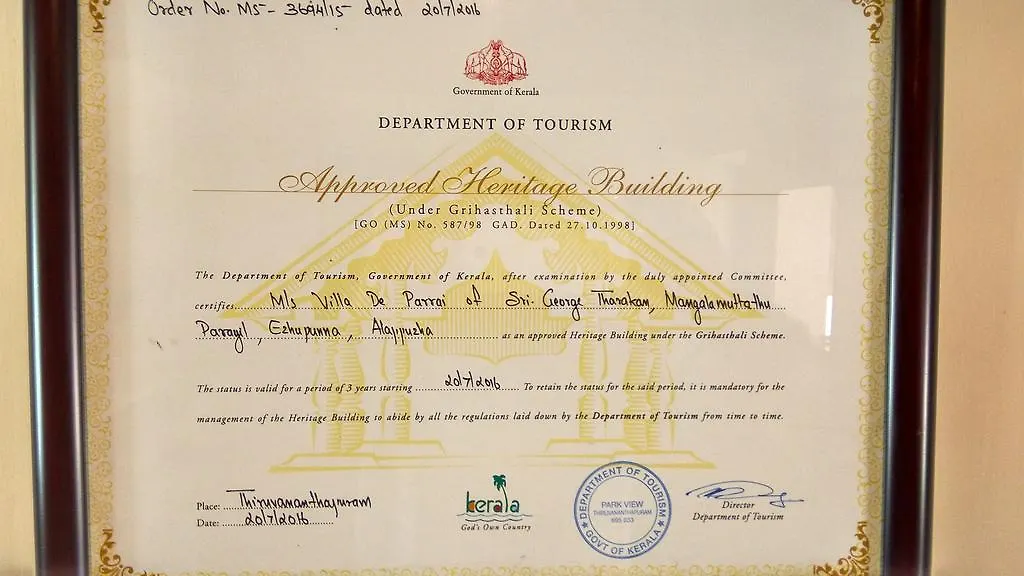 Order No. MS - 3694/15 dated 20/7/2016
Government of Kerala
DEPARTMENT OF TOURISM
Approved Heritage Building
(Under Grihasthali Scheme)
[GO (MS) No. 587/98 GAD. Dated 27.10.1998]
The Department of Tourism, Government of Kerala, after examination by the duly appointed Committee,
certifies M/s Villa De Parrai of Sri. George Tharakan, Mangalamuttathu
Parayil, Ezhupunna, Alappuzha as an approved Heritage Building under the Grihasthali Scheme.
The status is valid for a period of 3 years starting 20/7/2016 To retain the status for the said period, it is mandatory for the
management of the Heritage Building to abide by all the regulations laid down by the Department of Tourism from time to time.
Place: Thiruvananthapuram
Date: 20/7/2016
kerala
God's Own Country
DEPARTMENT OF TOURISM
PARK VIEW
THIRUVANANTHAPURAM
695 033
GOVT OF KERALA
Director
Department of Tourism